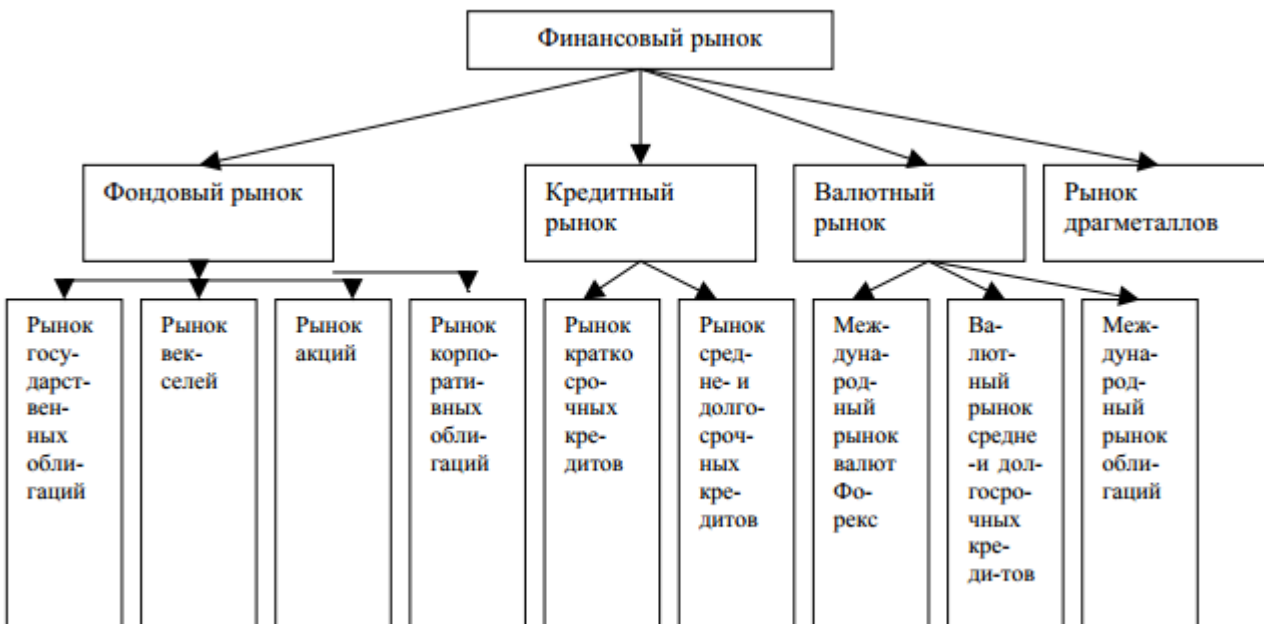 Финансовый рынок
Фондовый рынок
Кредитный
рынок
Валютный
рынок
Рынок
драгметаллов
Рынок
госу-
дарст-
вен-
ных
обли-
гаций
Рынок
век-
селей
Рынок
акций
Рынок
корпо-
рати-
вных
обли-
гаций
Рынок
кратко
сро-
чных
кре-
дитов
Рынок
сред-
не- и
долго-
сроч-
ных
кре-
дитов
Меж-
дуна-
род-
ный
рынок
валют
Фо-
рекс
Ва-
лют-
ный
рынок
средне
-и дол-
госро-
чных
кре-
ди-тов
Меж-
дуна-
род-
ный
рынок
обли-
гаций